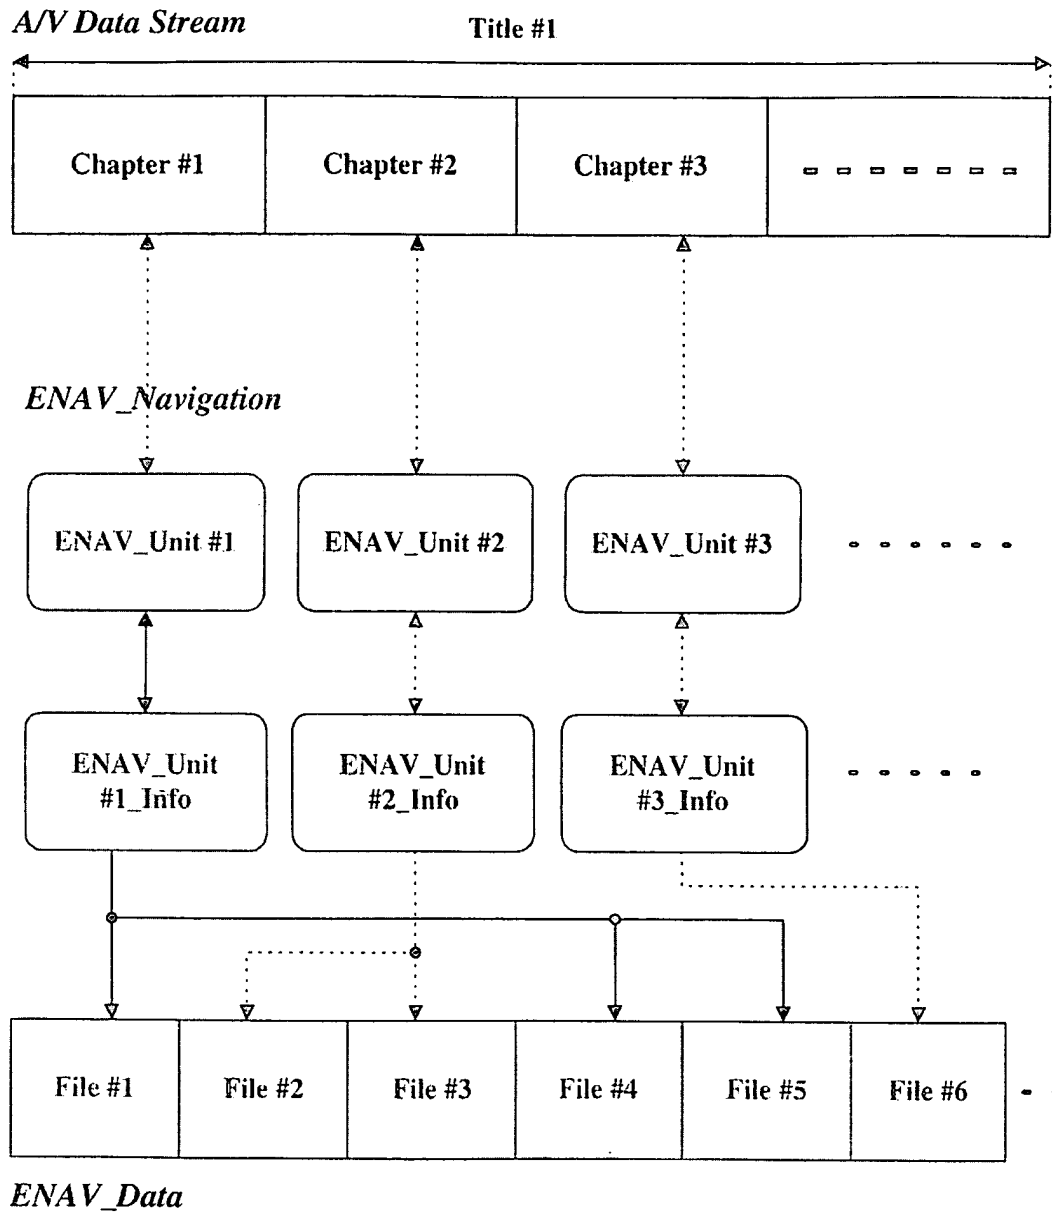 A/V Data Stream
Title #1
Chapter #1
Chapter #2
Chapter #3
ENAV_Navigation
ENAV_Unit #1
ENAV_Unit #2
ENAV_Unit #3
ENAV_Unit
#1_Info
ENAV_Unit
#2_Info
ENAV_Unit
#3_Info
File #1
File #2
File #3
File #4
File #5
File #6
ENAV_Data